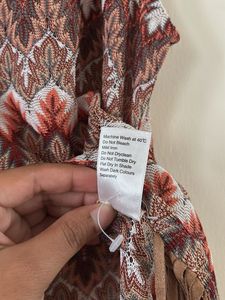 Machine Wash at 40°C
Do Not Bleach
Mild Iron
Do Not Dryclean
Do Not Tumble Dry
Flat Dry in Shade
Wash Dark Colours
Separately